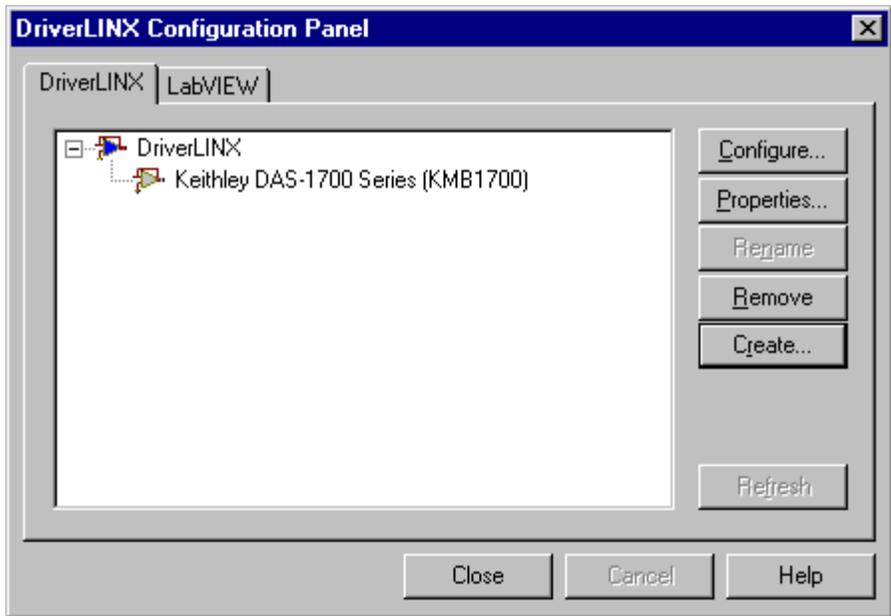 DriverLINX Configuration Panel
DriverLINX
LabVIEW
DriverLINX
Keithley DAS-1700 Series (KMB1700)
Configure...
Properties...
Rename
Remove
Create...
Refresh
Close
Cancel
Help